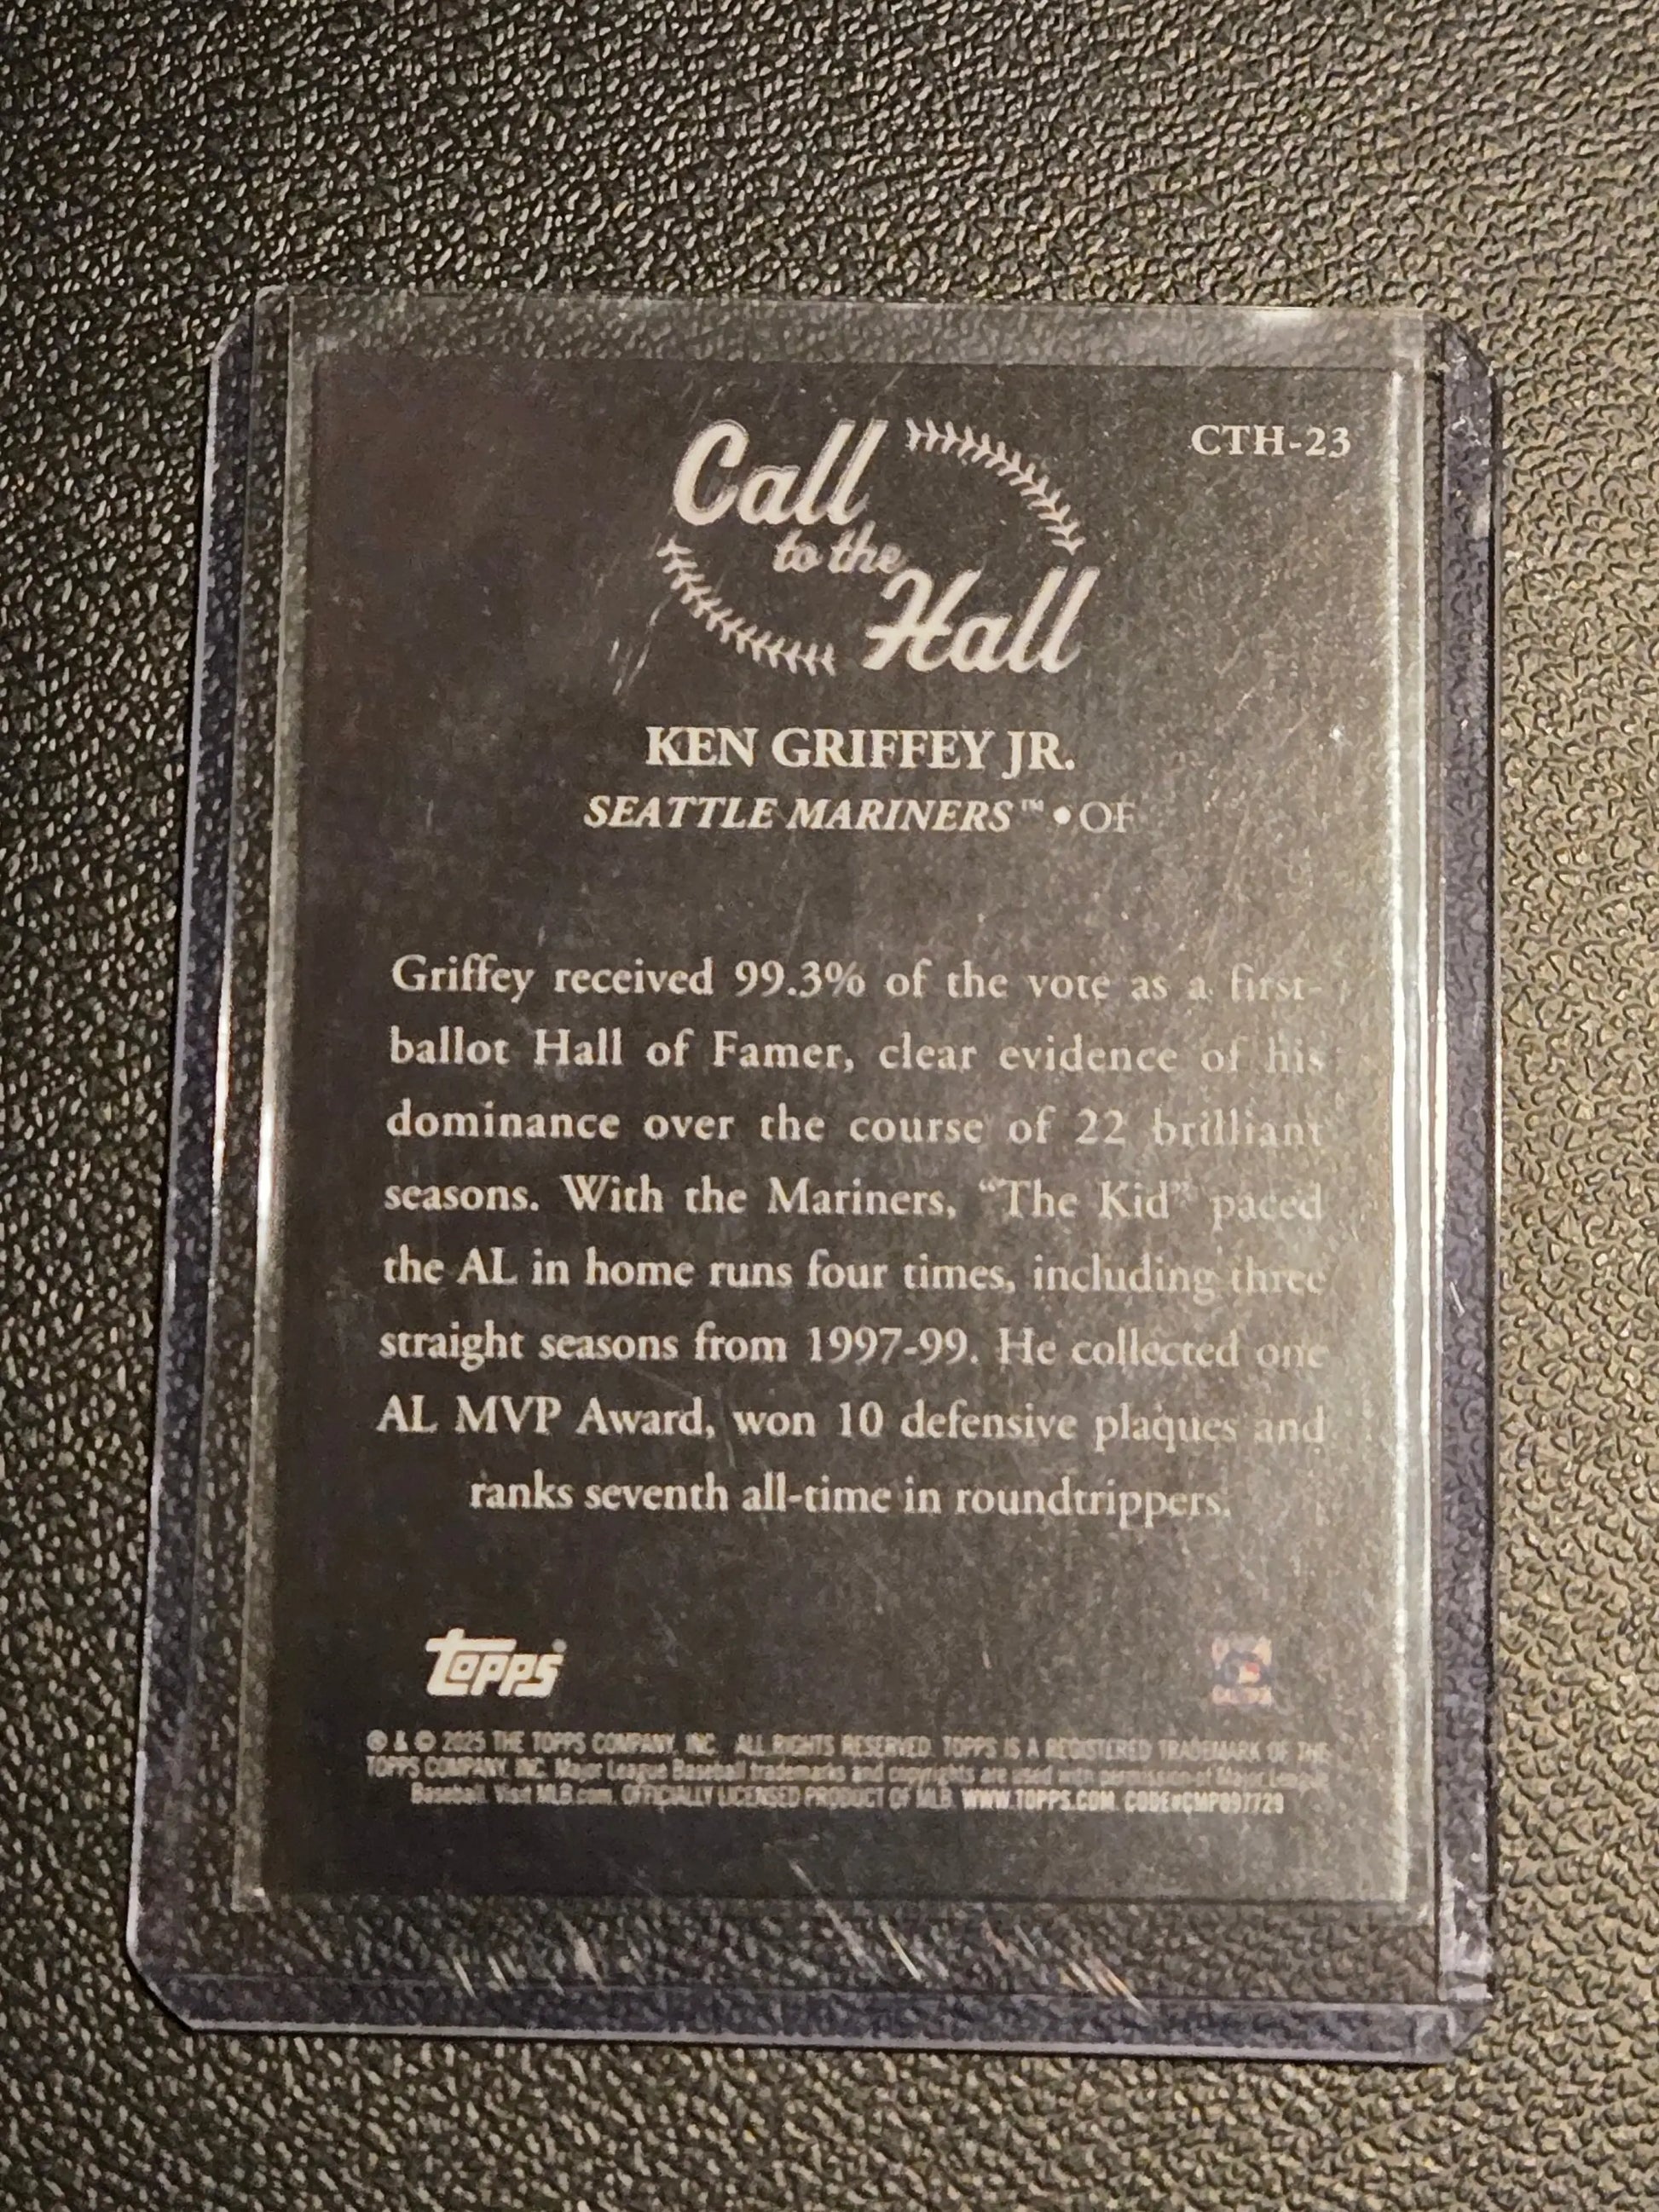 CTH-23
Call
to the
Hall
KEN GRIFFEY JR.
SEATTLE MARINERS™ • OF
Griffey received 99.3% of the vote as a first-
ballot Hall of Famer, clear evidence of his
dominance over the course of 22 brilliant
seasons. With the Mariners, “The Kid” paced
the AL in home runs four times, including three
straight seasons from 1997-99. He collected one
AL MVP Award, won 10 defensive plaques and
ranks seventh all-time in roundtrippers.
topps®
® & © 2025 THE TOPPS COMPANY, INC. ALL RIGHTS RESERVED. TOPPS IS A REGISTERED TRADEMARK OF THE
TOPPS COMPANY, INC. Major League Baseball trademarks and copyrights are used with permission of Major League
Baseball. Visit MLB.com. OFFICIALLY LICENSED PRODUCT OF MLB. WWW.TOPPS.COM. CODE#CMP097729